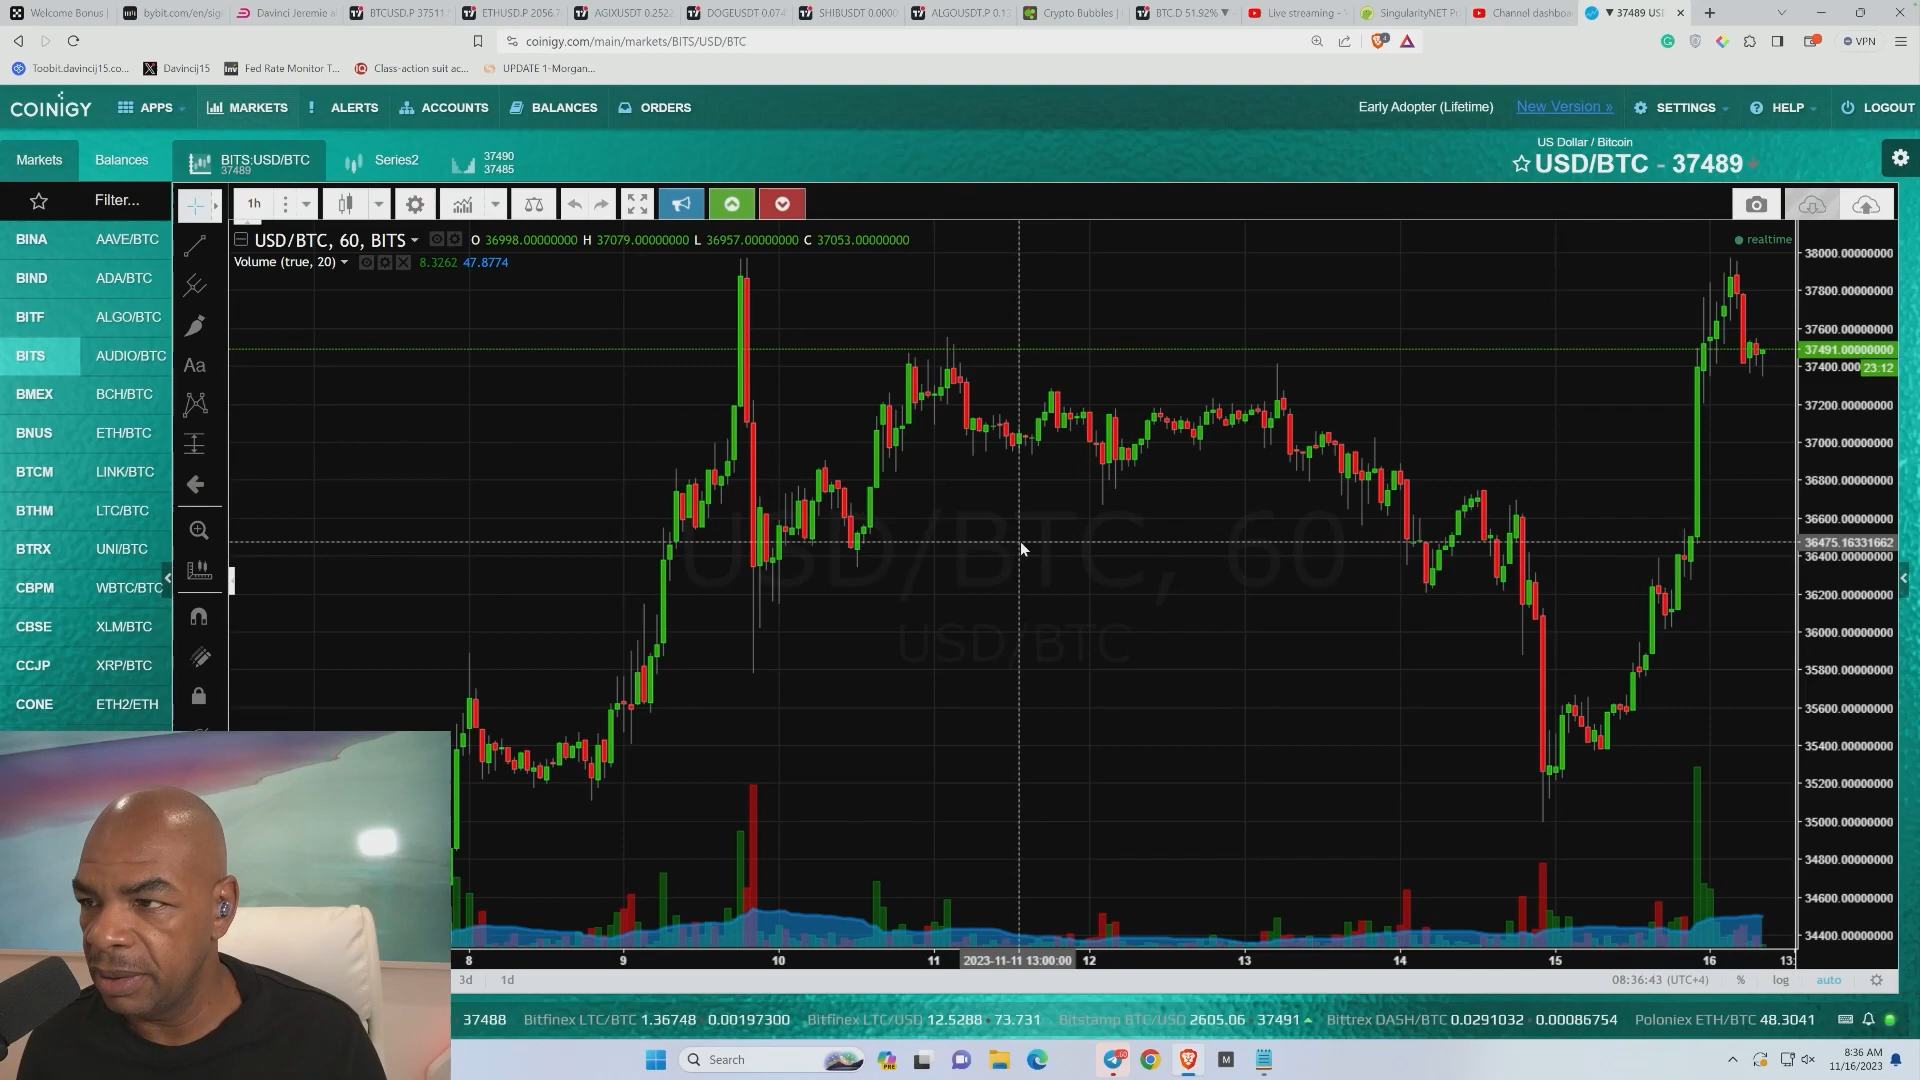 Welcome Bonus
bybit.com/en/sig
Davinci Jeremie al
BTCUSD.P 37511
ETHUSD.P 2056.7
AGIXUSDT 0.252
DOGEUSDT 0.074
SHIBUSDT 0.0000
ALGOUSDT.P 0.13
Crypto Bubbles |
BTC.D 51.92% ▼
Live streaming -
SingularityNET Pr
Channel dashboa
▼ 37489 US
coinigy.com/main/markets/BITS/USD/BTC
VPN
Toobit.davincij15.co...
Davincij15
Fed Rate Monitor T...
Class-action suit ac...
UPDATE 1-Morgan...
COINIGY
APPS
MARKETS
ALERTS
ACCOUNTS
BALANCES
ORDERS
Early Adopter (Lifetime)
New Version »
SETTINGS
HELP
LOGOUT
Markets
Balances
BITS:USD/BTC
37489
Series2
37490
37485
US Dollar / Bitcoin
USD/BTC - 37489
Filter...
1h
USD/BTC, 60, BITS
O 36998.00000000 H 37079.00000000 L 36957.00000000 C 37053.00000000
realtime
Volume (true, 20)
8.3262 47.8774
BINA AAVE/BTC
BIND ADA/BTC
BITF ALGO/BTC
BITS AUDIO/BTC
BMEX BCH/BTC
BNUS ETH/BTC
BTCM LINK/BTC
BTHM LTC/BTC
BTRX UNI/BTC
CBPM WBTC/BTC
CBSE XLM/BTC
CCJP XRP/BTC
CONE ETH2/ETH
Aa
USD/BTC, 60
USD/BTC
38000.00000000
37800.00000000
37600.00000000
37491.00000000
37400.000
23:12
37200.00000000
37000.00000000
36800.00000000
36600.00000000
36475.16331662
36400.00000000
36200.00000000
36000.00000000
35800.00000000
35600.00000000
35400.00000000
35200.00000000
35000.00000000
34800.00000000
34600.00000000
34400.00000000
8 9 10 11 2023-11-11 13:00:00 12 13 14 15 16 13:
3d 1d
08:36:43 (UTC+4) % log auto
37488 Bitfinex LTC/BTC 1.36748 0.00197300 Bitfinex LTC/USD 12.5288 73.731 Bitstamp BTC/USD 2605.06 37491 Bittrex DASH/BTC 0.0291032 0.00086754 Poloniex ETH/BTC 48.3041
Search
PRE
M
8:36 AM
11/16/2023